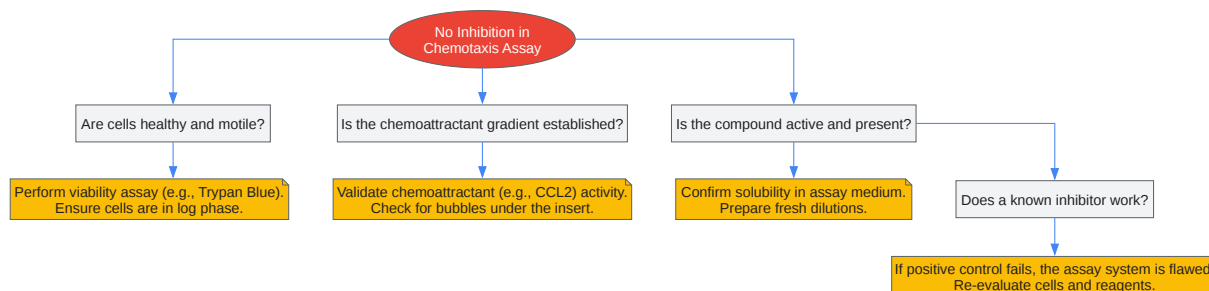 No Inhibition in
Chemotaxis Assay
Are cells healthy and motile?
Is the chemoattractant gradient established?
Is the compound active and present?
Perform viability assay (e.g., Trypan Blue).
Ensure cells are in log phase.
Validate chemoattractant (e.g., CCL2) activity.
Check for bubbles under the insert.
Confirm solubility in assay medium.
Prepare fresh dilutions.
Does a known inhibitor work?
If positive control fails, the assay system is flawed
Re-evaluate cells and reagents.